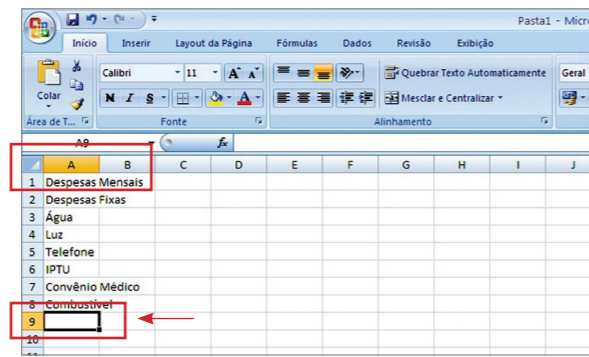 Pasta1 - Micro
Início Inserir Layout da Página Fórmulas Dados Revisão Exibição
Colar Calibri 11 A A Quebrar Texto Automaticamente Geral
N I S A Mesclar e Centralizar
Área de T... Fonte Alinhamento
A9 fx
A B C D E F G H I J
1 Despesas Mensais
2 Despesas Fixas
3 Água
4 Luz
5 Telefone
6 IPTU
7 Convênio Médico
8 Combustível
9
10
11